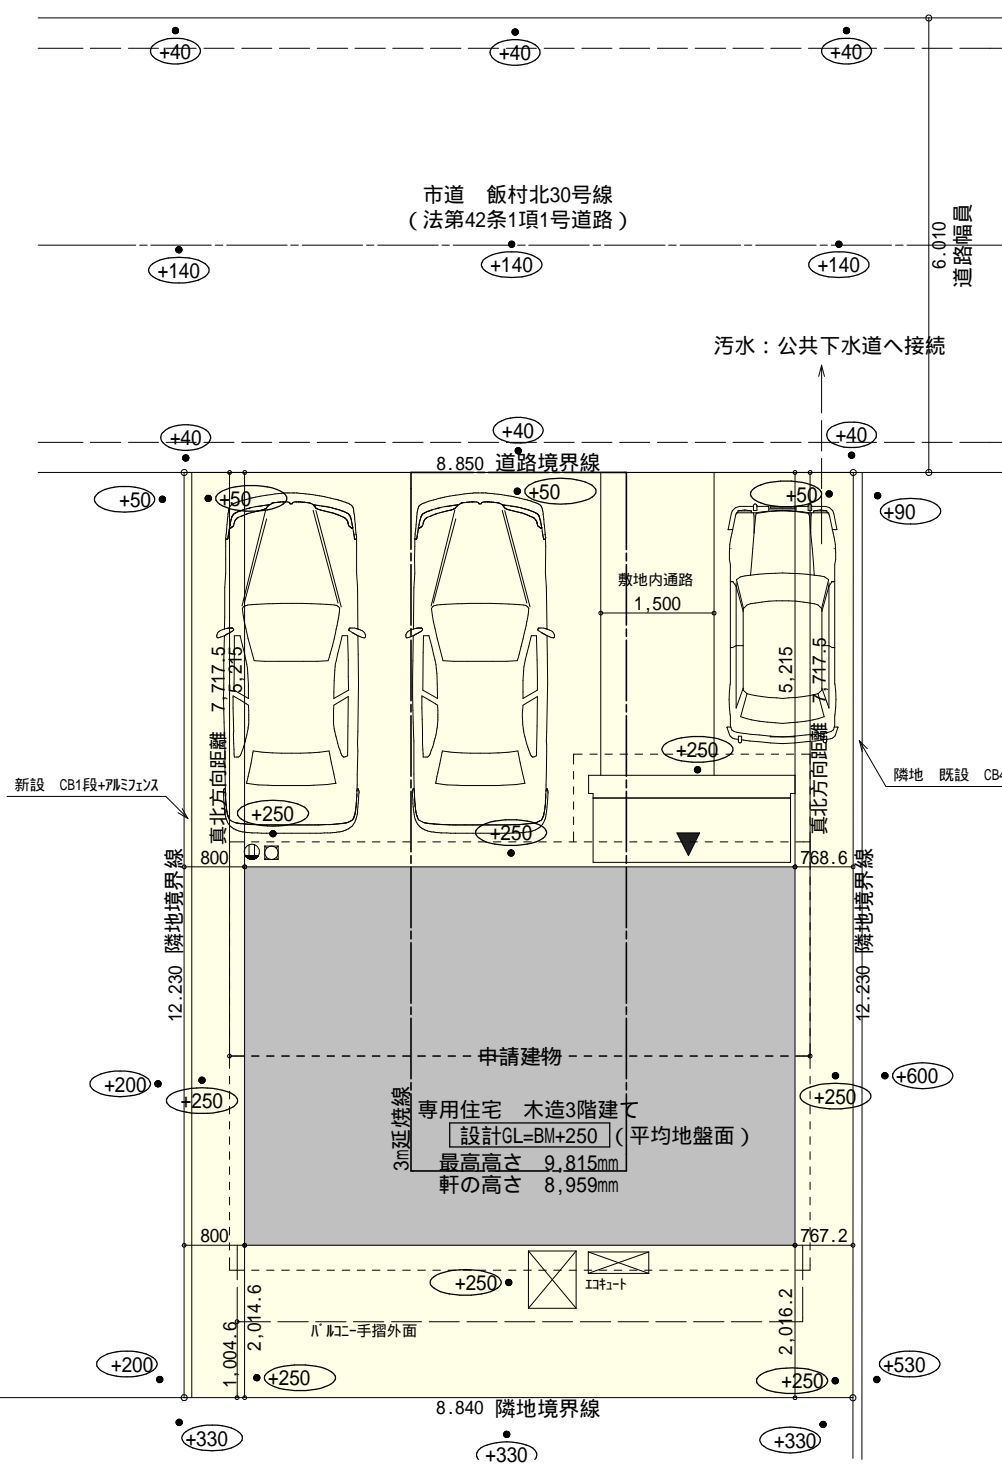 +40
+40
+40
市道　飯村北30号線
（法第42条1項1号道路）
6.010
道路幅員
+140
+140
+140
汚水：公共下水道へ接続
+40
+40
+40
8.850 道路境界線
+50
+50
+50
+50
+90
敷地内通路
1,500
7,717.5
5,215
5,215
7,717.5
真北方向距離
真北方向距離
+250
新設　CB1段+アルミフェンス
隣地　既設　CB4
+250
+250
800
768.6
12.230 隣地境界線
12.230 隣地境界線
申請建物
+200
+250
+250
+600
3m延焼線
専用住宅　木造3階建て
設計GL=BM+250（平均地盤面）
最高高さ　9,815mm
軒の高さ　8,959mm
800
767.2
+250
エコキュート
1,004.6
2,014.6
2,016.2
バルコニー手摺外面
+200
+250
+250
+530
8.840 隣地境界線
+330
+330
+330